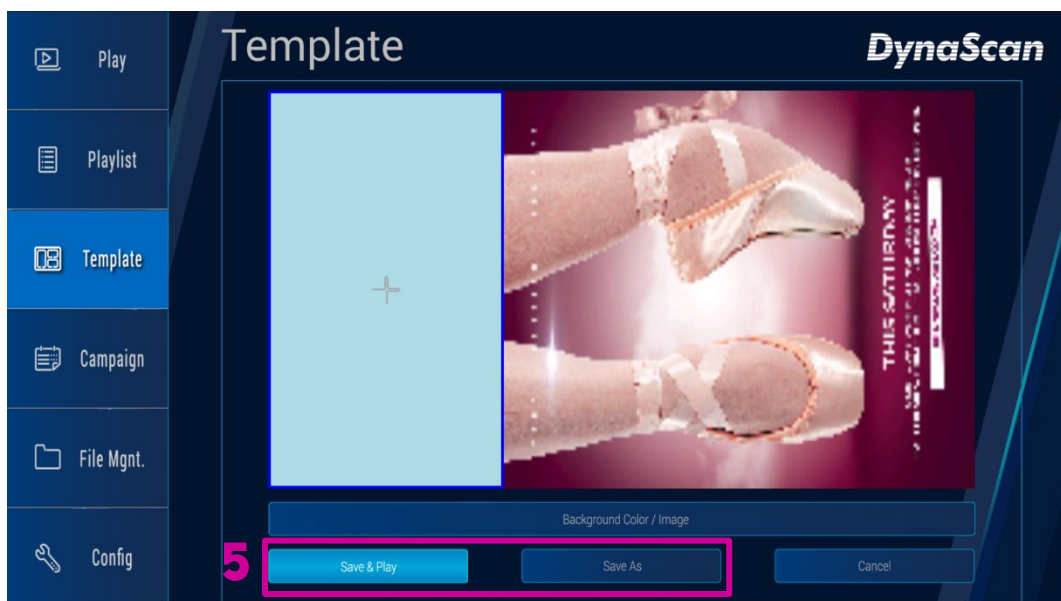 Template
DynaScan
Play
Playlist
Template
Campaign
File Mgnt.
Config
THIS SATURDAY
Background Color / Image
5
Save & Play
Save As
Cancel